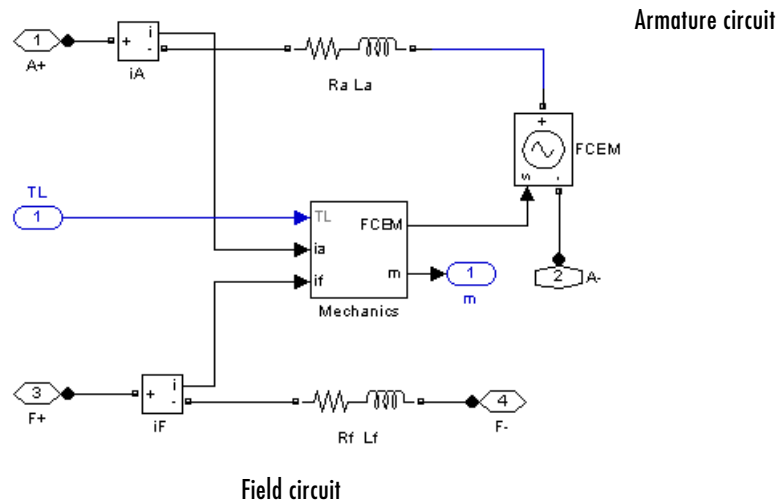 Armature circuit
1
A+
+
i
-
iA
Ra La
+
FCEM
s
-
TL
1
TL
ia
if
FCEM
m
Mechanics
1
m
2
A-
3
F+
+
i
-
iF
Rf Lf
4
F-
Field circuit